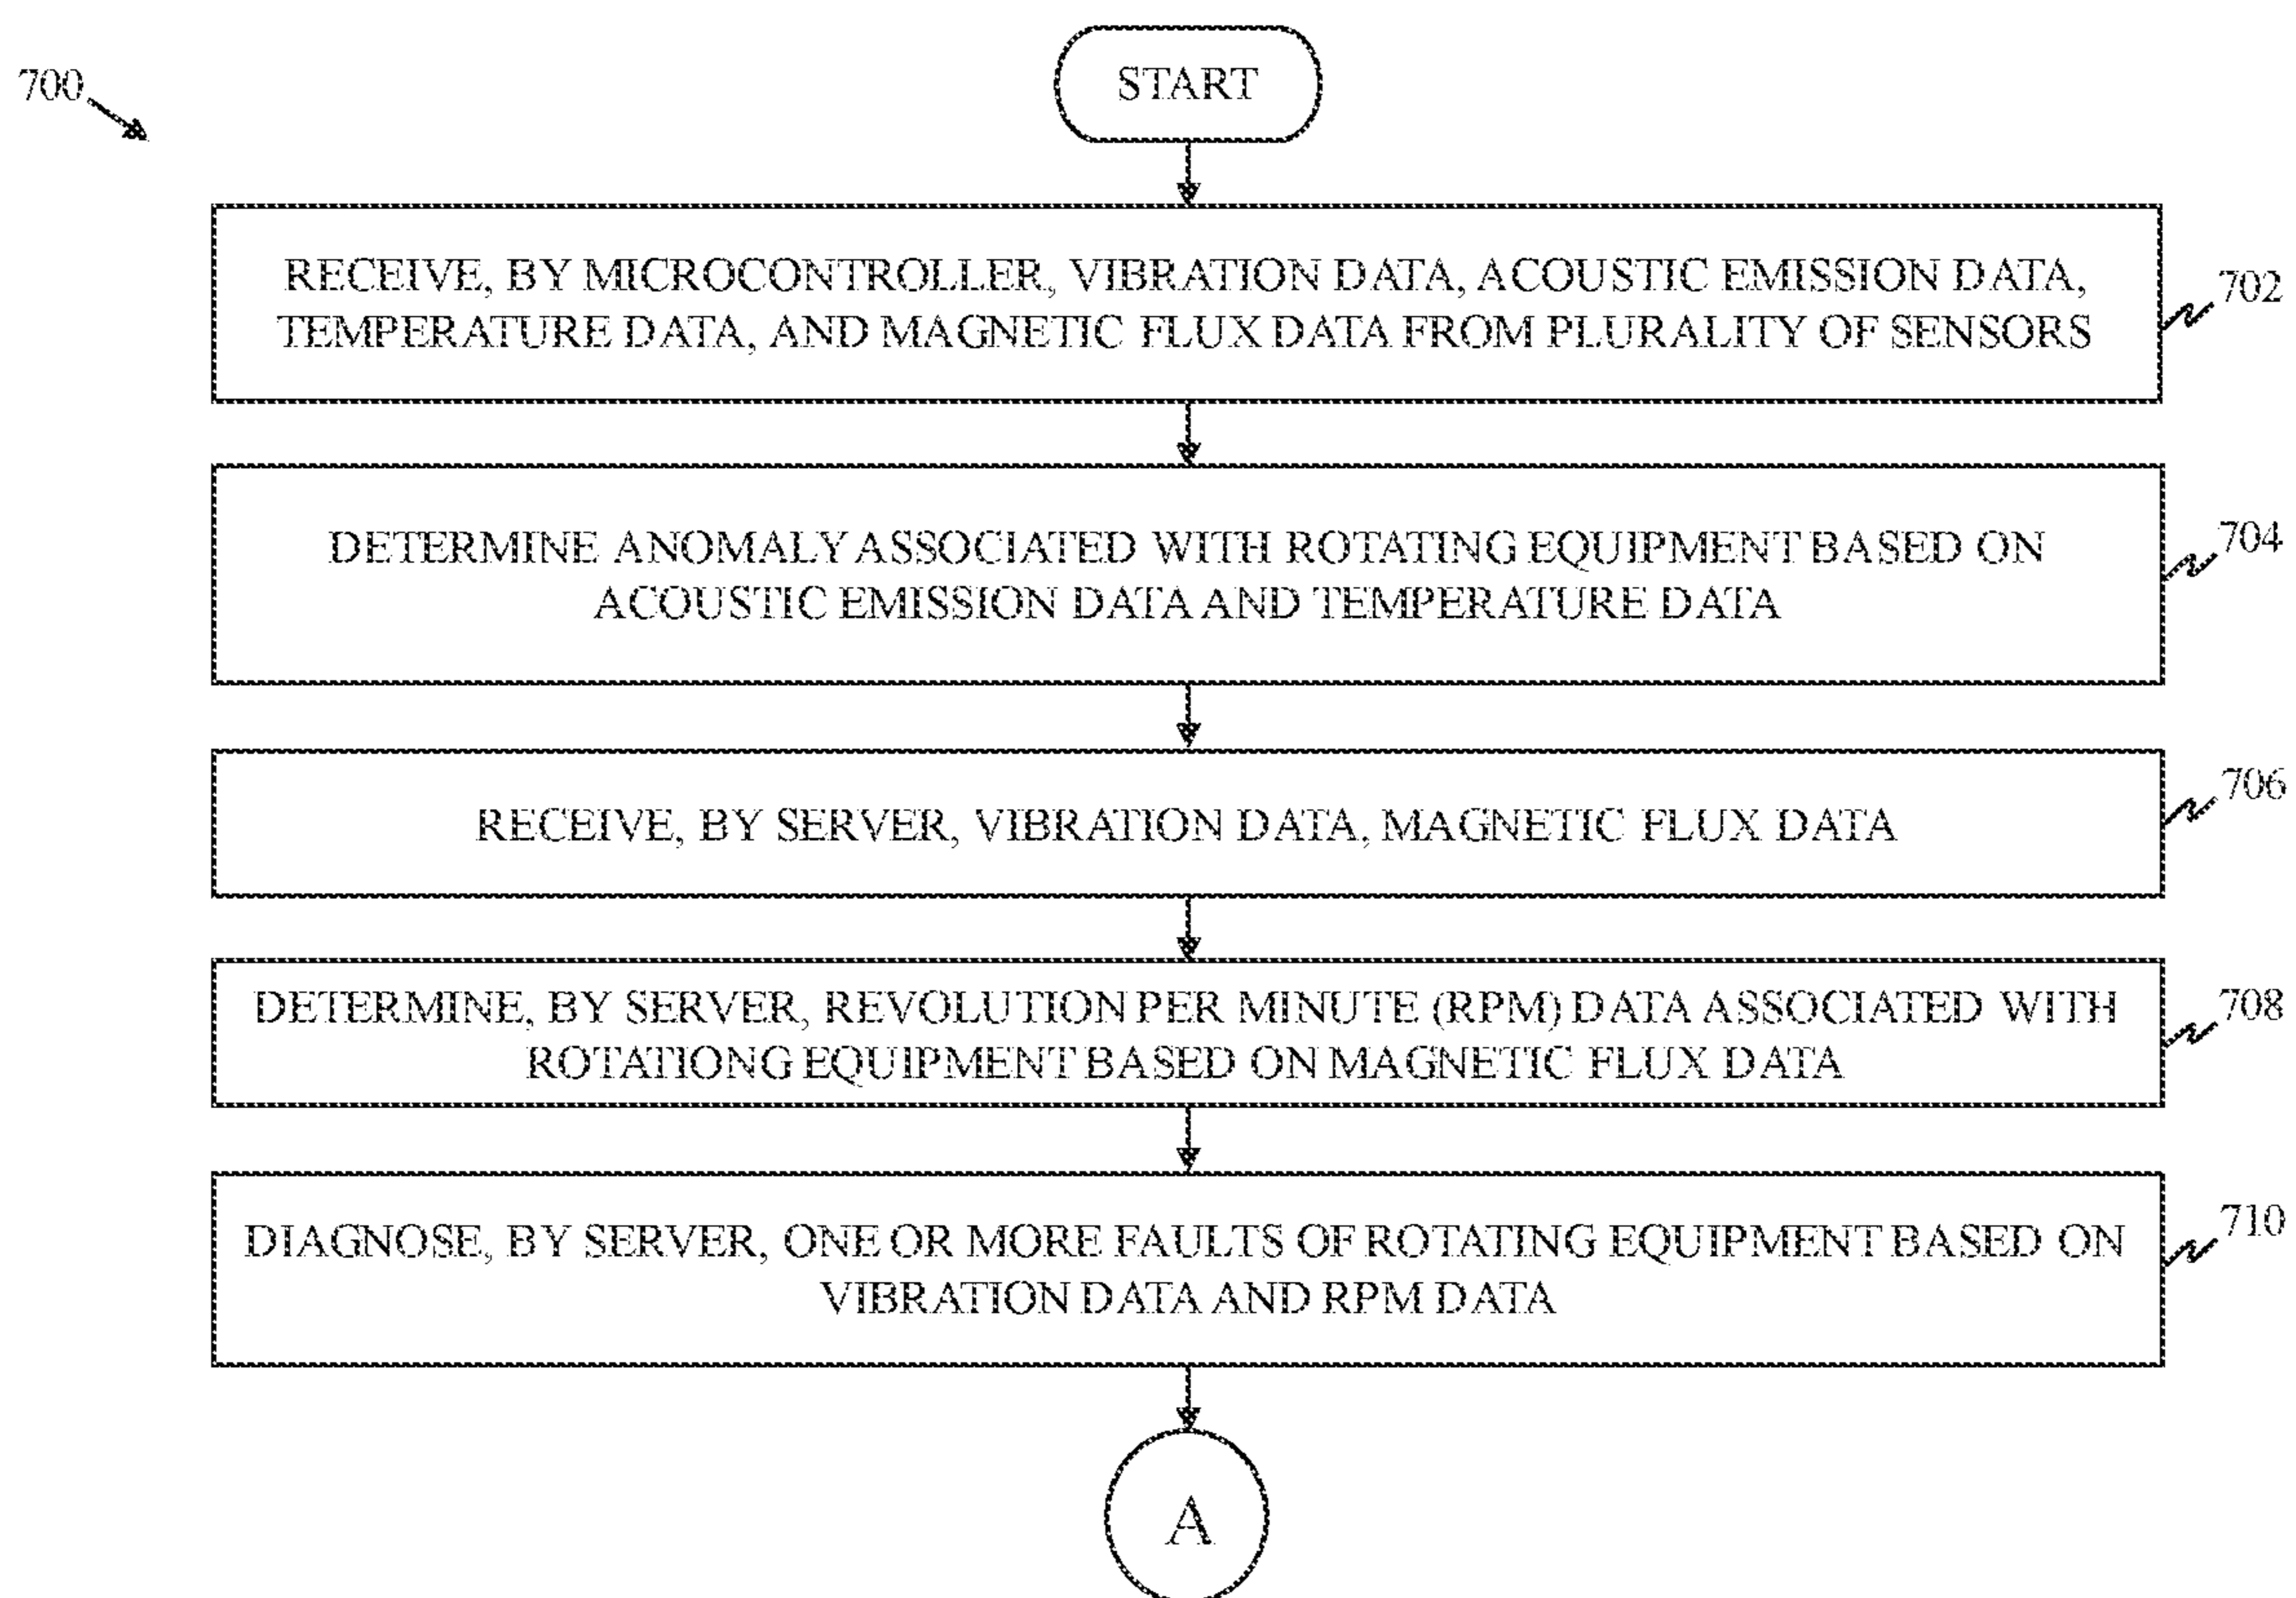 700
START
RECEIVE, BY MICROCONTROLLER, VIBRATION DATA, ACOUSTIC EMISSION DATA,
TEMPERATURE DATA, AND MAGNETIC FLUX DATA FROM PLURALITY OF SENSORS
702
DETERMINE ANOMALY ASSOCIATED WITH ROTATING EQUIPMENT BASED ON
ACOUSTIC EMISSION DATA AND TEMPERATURE DATA
704
RECEIVE, BY SERVER, VIBRATION DATA, MAGNETIC FLUX DATA
706
DETERMINE, BY SERVER, REVOLUTION PER MINUTE (RPM) DATA ASSOCIATED WITH
ROTATIONG EQUIPMENT BASED ON MAGNETIC FLUX DATA
708
DIAGNOSE, BY SERVER, ONE OR MORE FAULTS OF ROTATING EQUIPMENT BASED ON
VIBRATION DATA AND RPM DATA
710
A